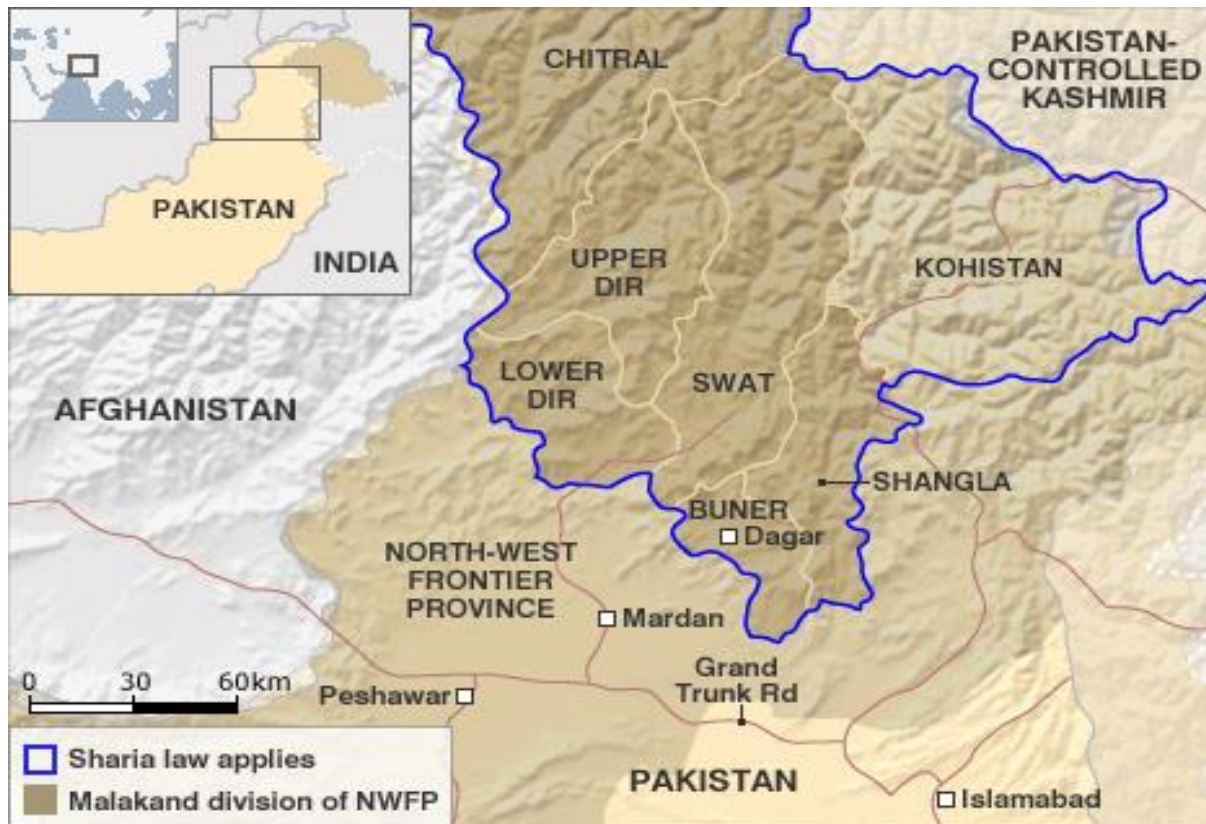 CHITRAL
PAKISTAN-
CONTROLLED
KASHMIR
PAKISTAN
INDIA
UPPER
DIR
KOHISTAN
LOWER
DIR
SWAT
AFGHANISTAN
SHANGLA
BUNER
Dagar
NORTH-WEST
FRONTIER
PROVINCE
Mardan
Grand
Trunk Rd
0 30 60km
Peshawar
Sharia law applies
Malakand division of NWFP
PAKISTAN
Islamabad